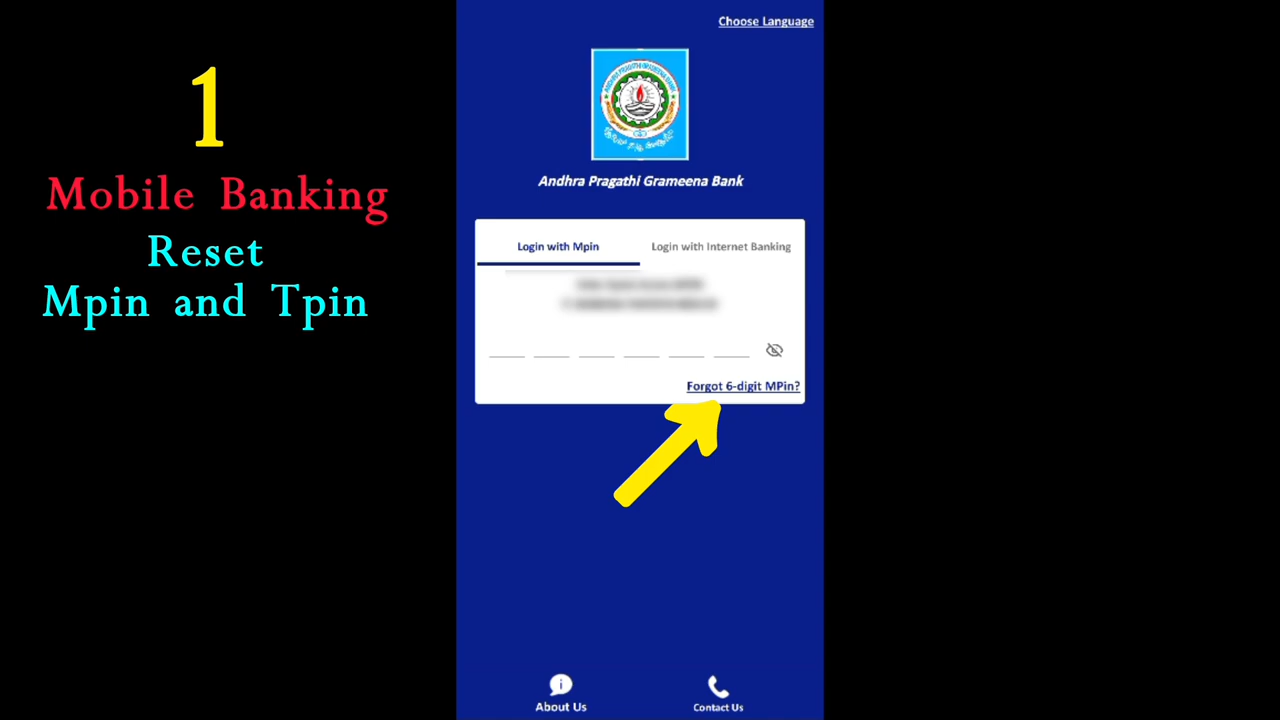 1
Mobile Banking
Reset
Mpin and Tpin
Choose Language
Andhra Pragathi Grameena Bank
Login with Mpin
Login with Internet Banking
Forgot 6-digit MPin?
About Us
Contact Us